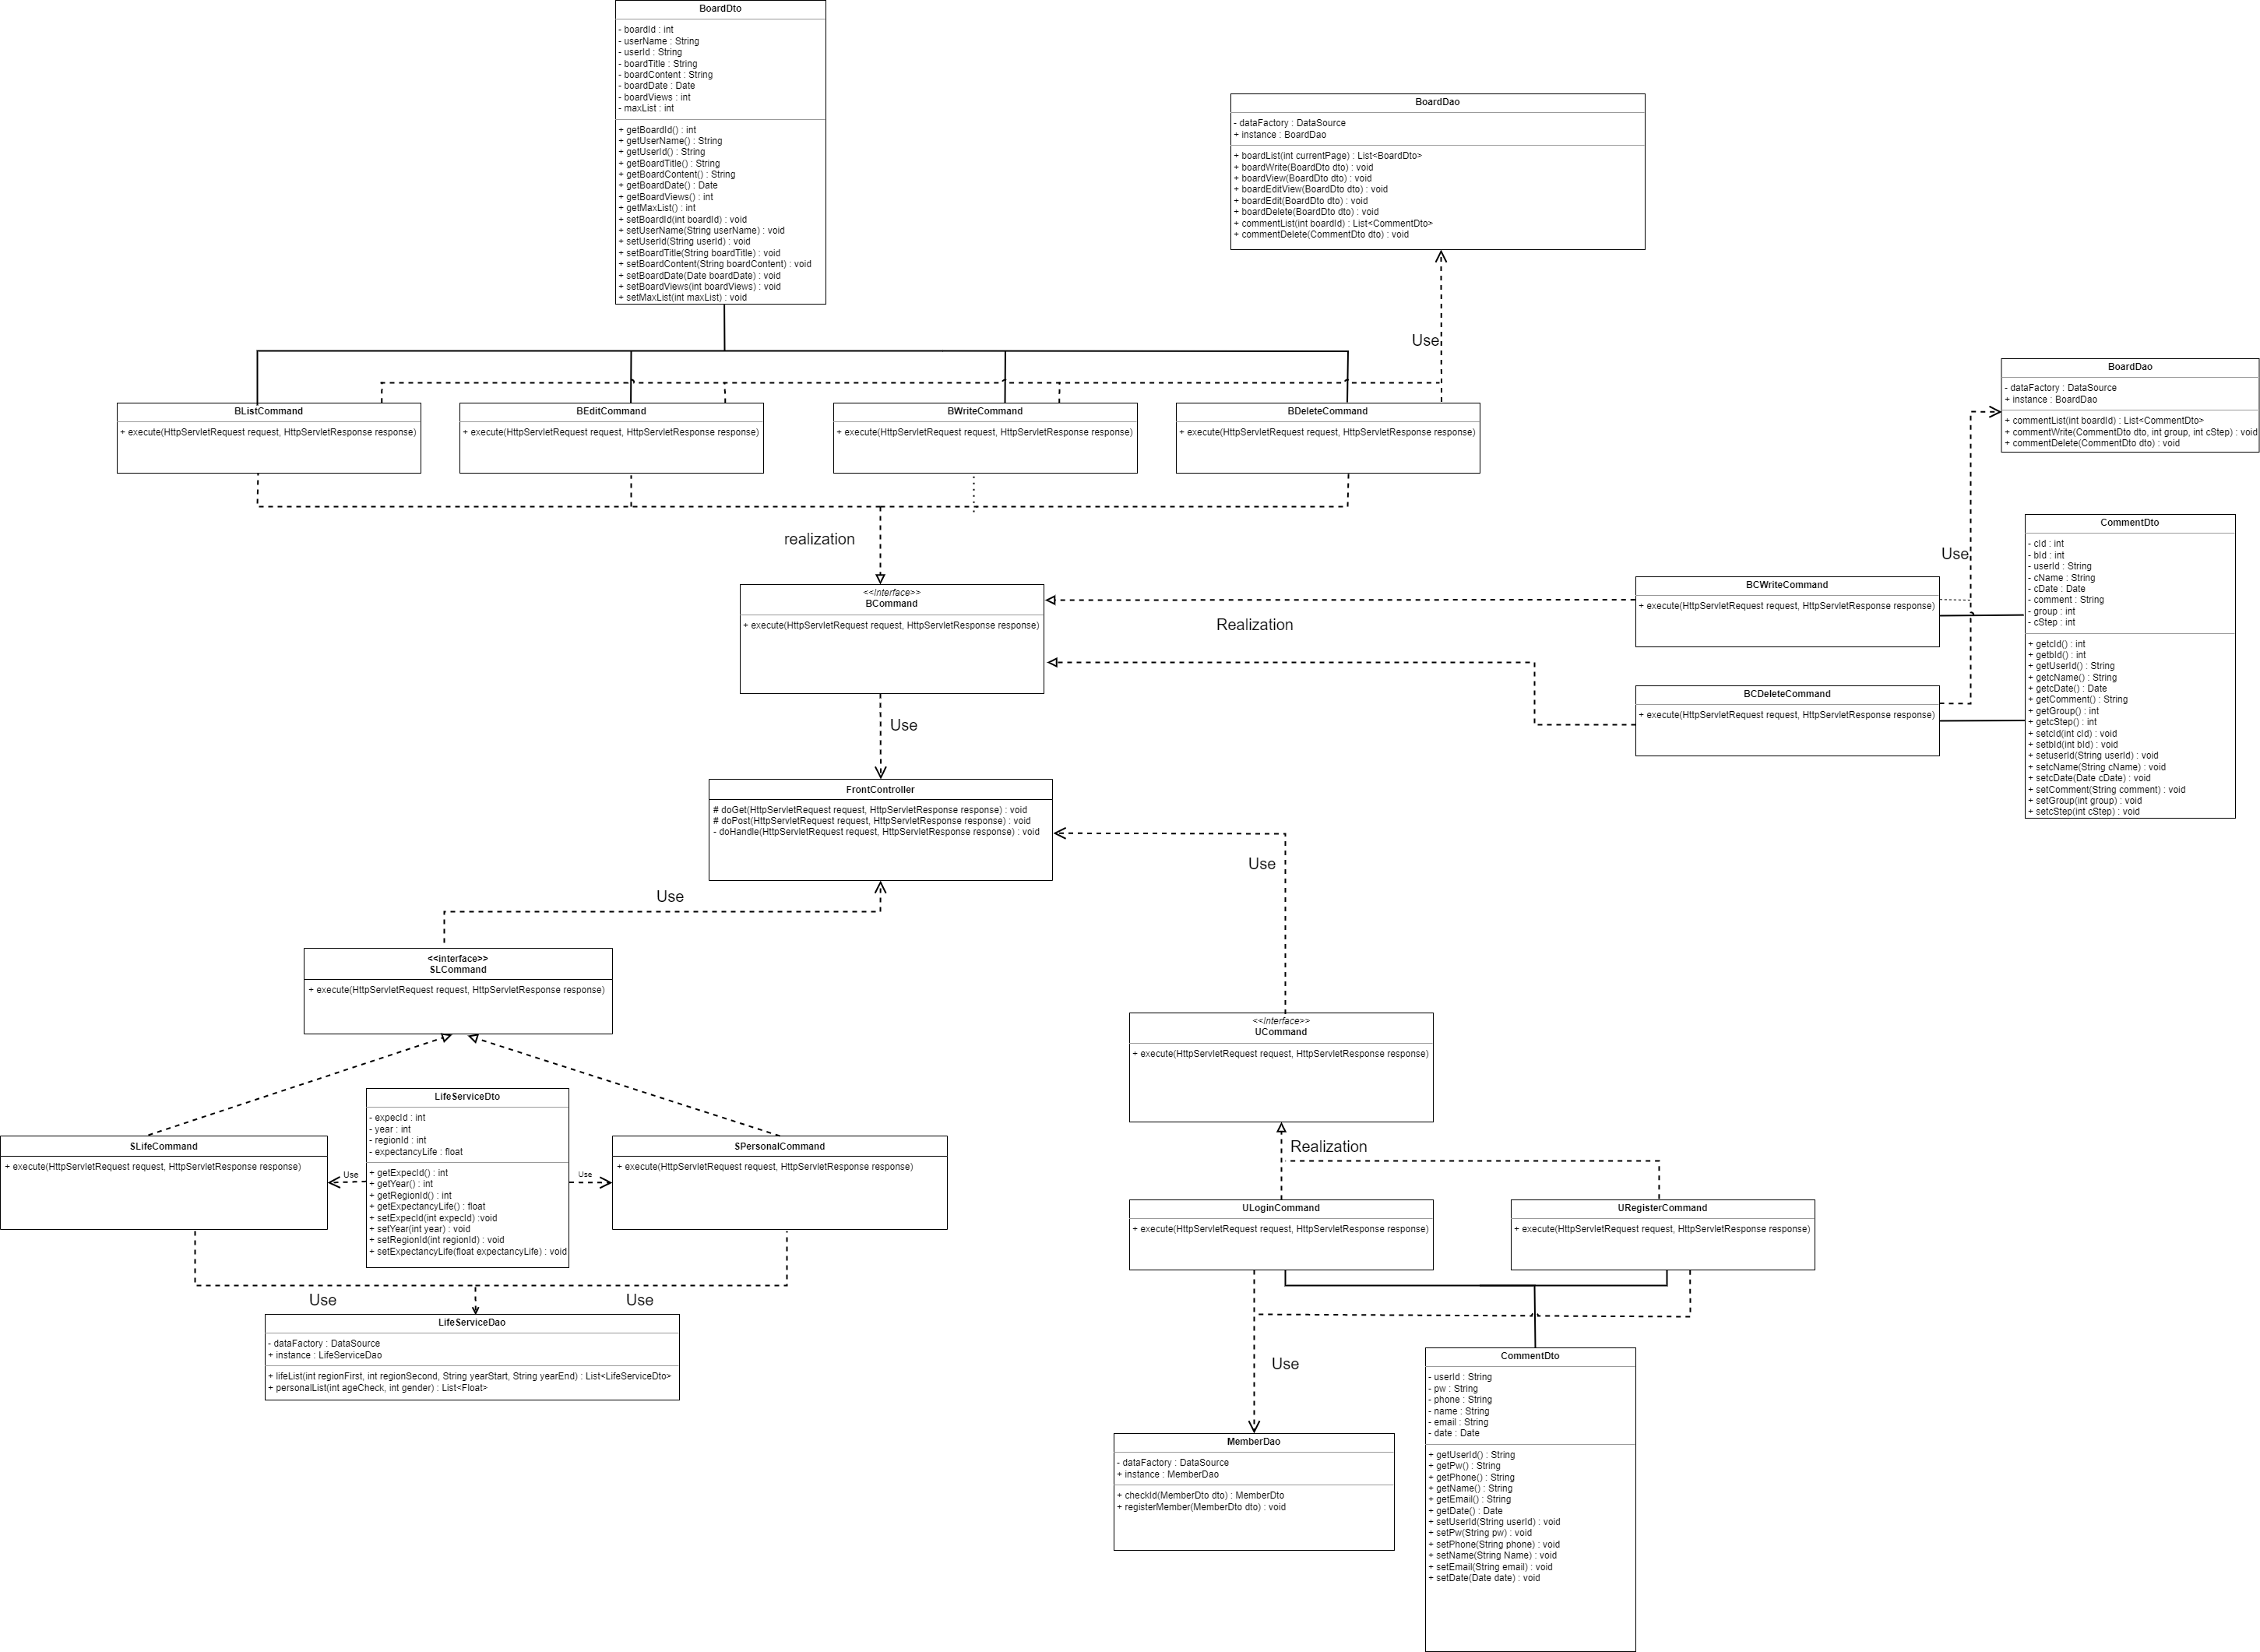 BoardDto
- boardId : int
- userName : String
- userId : String
- boardTitle : String
- boardContent : String
- boardDate : Date
- boardViews : int
- maxList : int
+ getBoardId() : int
+ getUserName() : String
+ getUserId() : String
+ getBoardTitle() : String
+ getBoardContent() : String
+ getBoardDate() : Date
+ getBoardViews() : int
+ getMaxList() : int
+ setBoardId(int boardId) : void
+ setUserName(String userName) : void
+ setUserId(String userId) : void
+ setBoardTitle(String boardTitle) : void
+ setBoardContent(String boardContent) : void
+ setBoardDate(Date boardDate) : void
+ setBoardViews(int boardViews) : void
+ setMaxList(int maxList) : void
BoardDao
- dataFactory : DataSource
+ instance : BoardDao
+ boardList(int currentPage) : List<BoardDto>
+ boardWrite(BoardDto dto) : void
+ boardView(BoardDto dto) : void
+ boardEditView(BoardDto dto) : void
+ boardEdit(BoardDto dto) : void
+ boardDelete(BoardDto dto) : void
+ commentList(int boardId) : List<CommentDto>
+ commentDelete(CommentDto dto) : void
Use
BListCommand
+ execute(HttpServletRequest request, HttpServletResponse response)
BEditCommand
+ execute(HttpServletRequest request, HttpServletResponse response)
BWriteCommand
+ execute(HttpServletRequest request, HttpServletResponse response)
BDeleteCommand
+ execute(HttpServletRequest request, HttpServletResponse response)
BoardDao
- dataFactory : DataSource
+ instance : BoardDao
+ commentList(int boardId) : List<CommentDto>
+ commentWrite(CommentDto dto, int group, int cStep) : void
+ commentDelete(CommentDto dto) : void
realization
Use
CommentDto
- cId : int
- bId : int
- userId : String
- cName : String
- cDate : Date
- comment : String
- group : int
- cStep : int
+ getcId() : int
+ getbId() : int
+ getUserId() : String
+ getcName() : String
+ getcDate() : Date
+ getComment() : String
+ getGroup() : int
+ getcStep() : int
+ setcId(int cId) : void
+ setbId(int bId) : void
+ setuserId(String userId) : void
+ setcName(String cName) : void
+ setcDate(Date cDate) : void
+ setComment(String comment) : void
+ setGroup(int group) : void
+ setcStep(int cStep) : void
<<Interface>>
BCommand
+ execute(HttpServletRequest request, HttpServletResponse response)
Realization
BCWriteCommand
+ execute(HttpServletRequest request, HttpServletResponse response)
BCDeleteCommand
+ execute(HttpServletRequest request, HttpServletResponse response)
Use
FrontController
# doGet(HttpServletRequest request, HttpServletResponse response) : void
# doPost(HttpServletRequest request, HttpServletResponse response) : void
- doHandle(HttpServletRequest request, HttpServletResponse response) : void
Use
Use
<<interface>>
SLCommand
+ execute(HttpServletRequest request, HttpServletResponse response)
<<Interface>>
UCommand
+ execute(HttpServletRequest request, HttpServletResponse response)
LifeServiceDto
- expecId : int
- year : int
- regionId : int
- expectancyLife : float
+ getExpecId() : int
+ getYear() : int
+ getRegionId() : int
+ getExpectancyLife() : float
+ setExpecId(int expecId) :void
+ setYear(int year) : void
+ setRegionId(int regionId) : void
+ setExpectancyLife(float expectancyLife) : void
SLifeCommand
+ execute(HttpServletRequest request, HttpServletResponse response)
Use
Use
SPersonalCommand
+ execute(HttpServletRequest request, HttpServletResponse response)
Realization
ULoginCommand
+ execute(HttpServletRequest request, HttpServletResponse response)
URegisterCommand
+ execute(HttpServletRequest request, HttpServletResponse response)
Use
Use
LifeServiceDao
- dataFactory : DataSource
+ instance : LifeServiceDao
+ lifeList(int regionFirst, int regionSecond, String yearStart, String yearEnd) : List<LifeServiceDto>
+ personalList(int ageCheck, int gender) : List<Float>
Use
CommentDto
- userId : String
- pw : String
- phone : String
- name : String
- email : String
- date : Date
+ getUserId() : String
+ getPw() : String
+ getPhone() : String
+ getName() : String
+ getEmail() : String
+ getDate() : Date
+ setUserId(String userId) : void
+ setPw(String pw) : void
+ setPhone(String phone) : void
+ setName(String Name) : void
+ setEmail(String email) : void
+ setDate(Date date) : void
MemberDao
- dataFactory : DataSource
+ instance : MemberDao
+ checkId(MemberDto dto) : MemberDto
+ registerMember(MemberDto dto) : void